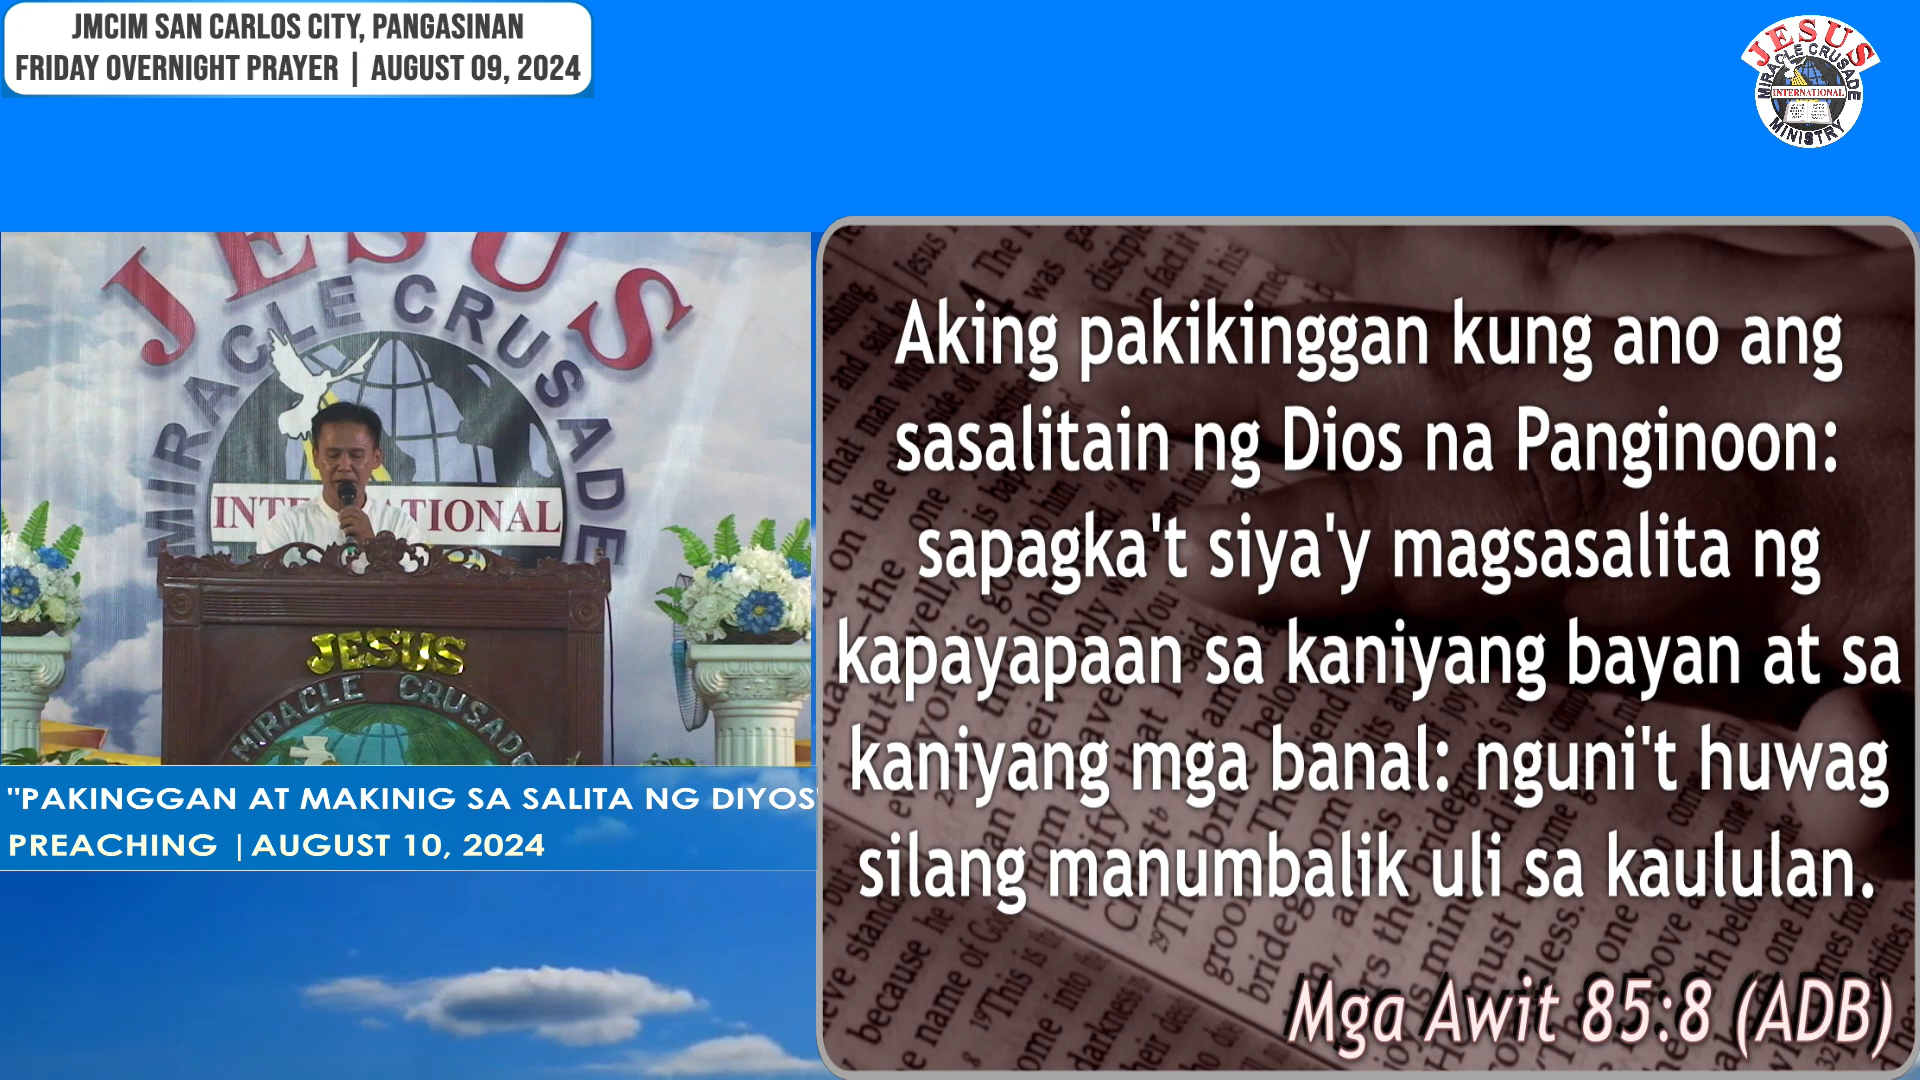 JMCIM SAN CARLOS CITY, PANGASINAN
FRIDAY OVERNIGHT PRAYER | AUGUST 09, 2024
JESUS
MIRACLE CRUSADE
INTERNATIONAL
MINISTRY
JESUS
MIRACLE CRUSADE
JESUS
MIRACLE CRUSADE
"PAKINGGAN AT MAKINIG SA SALITA NG DIYOS"
PREACHING | AUGUST 10, 2024
Aking pakikinggan kung ano ang
sasalitain ng Dios na Panginoon:
sapagka't siya'y magsasalita ng
kapayapaan sa kaniyang bayan at sa
kaniyang mga banal: nguni't huwag
silang manumbalik uli sa kaululan.
Mga Awit 85:8 (ADB)